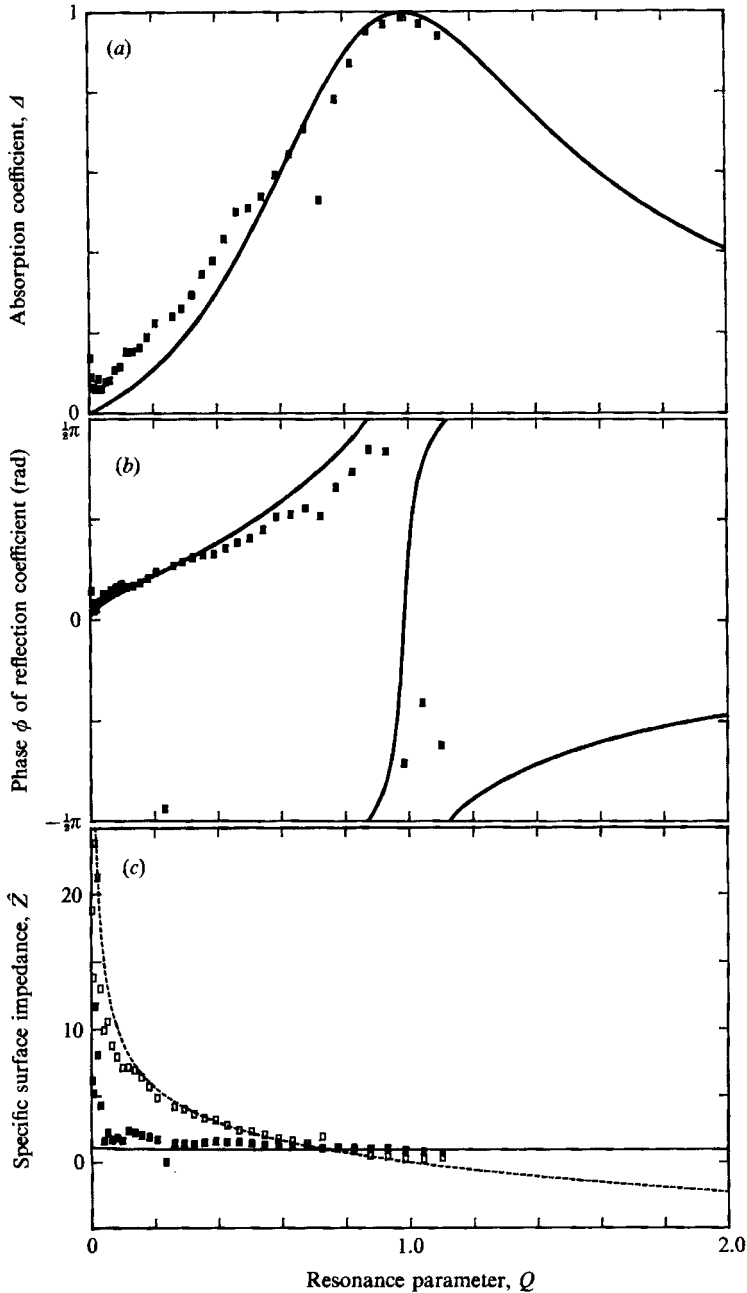 1
(a)
Absorption coefficient, Δ
0
½π
(b)
Phase ϕ of reflection coefficient (rad)
0
−½π
(c)
20
Specific surface impedance, Ẑ
10
0
0
1.0
2.0
Resonance parameter, Q